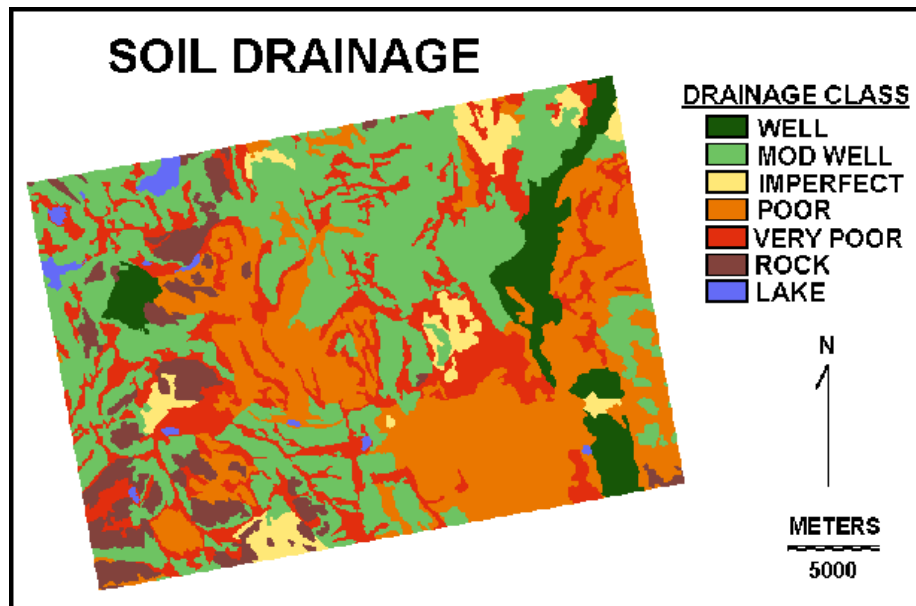 SOIL DRAINAGE
DRAINAGE CLASS
WELL
MOD WELL
IMPERFECT
POOR
VERY POOR
ROCK
LAKE
N
METERS
5000